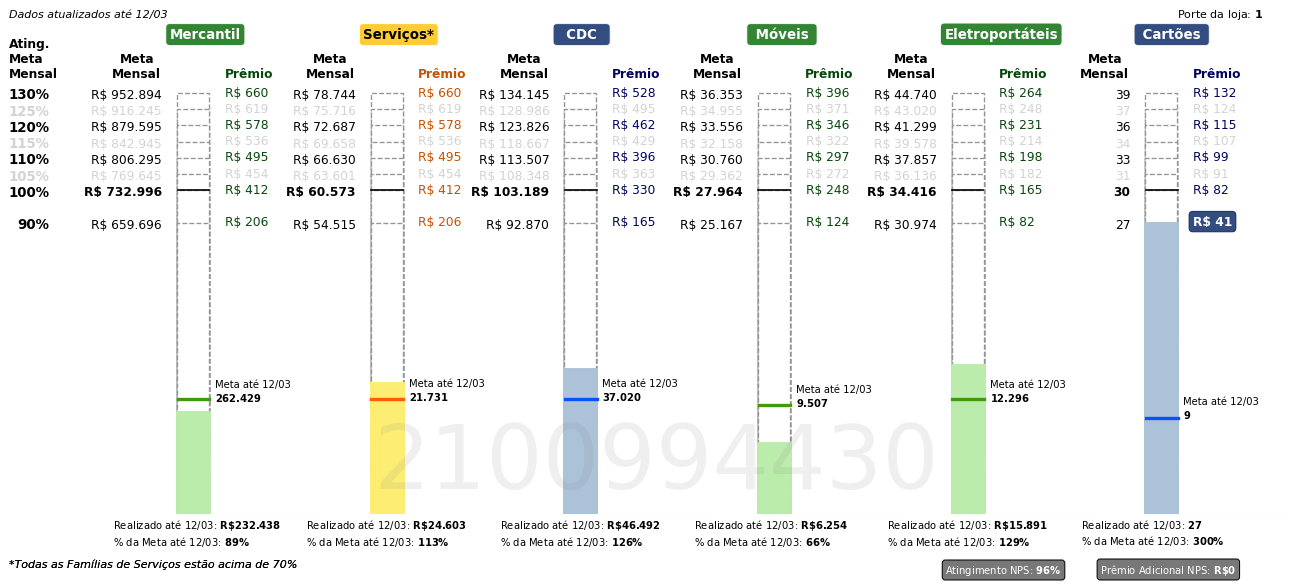 Dados atualizados até 12/03
Porte da loja: 1
Mercantil Serviços* CDC Móveis Eletroportáteis Cartões
Ating.
Meta Meta Meta Meta Meta Meta Meta
Mensal Mensal Prêmio Mensal Prêmio Mensal Prêmio Mensal Prêmio Mensal Prêmio Mensal Prêmio
130% R$ 952.894 R$ 660 R$ 78.744 R$ 660 R$ 134.145 R$ 528 R$ 36.353 R$ 396 R$ 44.740 R$ 264 39 R$ 132
125% R$ 916.245 R$ 619 R$ 75.716 R$ 619 R$ 128.986 R$ 495 R$ 34.955 R$ 371 R$ 43.020 R$ 248 37 R$ 124
120% R$ 879.595 R$ 578 R$ 72.687 R$ 578 R$ 123.826 R$ 462 R$ 33.556 R$ 346 R$ 41.299 R$ 231 36 R$ 115
115% R$ 842.945 R$ 536 R$ 69.658 R$ 536 R$ 118.667 R$ 429 R$ 32.158 R$ 322 R$ 39.578 R$ 214 34 R$ 107
110% R$ 806.295 R$ 495 R$ 66.630 R$ 495 R$ 113.507 R$ 396 R$ 30.760 R$ 297 R$ 37.857 R$ 198 33 R$ 99
105% R$ 769.645 R$ 454 R$ 63.601 R$ 454 R$ 108.348 R$ 363 R$ 29.362 R$ 272 R$ 36.136 R$ 182 31 R$ 91
100% R$ 732.996 R$ 412 R$ 60.573 R$ 412 R$ 103.189 R$ 330 R$ 27.964 R$ 248 R$ 34.416 R$ 165 30 R$ 82
90% R$ 659.696 R$ 206 R$ 54.515 R$ 206 R$ 92.870 R$ 165 R$ 25.167 R$ 124 R$ 30.974 R$ 82 27 R$ 41
Meta até 12/03 Meta até 12/03 Meta até 12/03 Meta até 12/03 Meta até 12/03 Meta até 12/03
262.429 21.731 37.020 9.507 12.296 9
2100994430
Realizado até 12/03: R$232.438 Realizado até 12/03: R$24.603 Realizado até 12/03: R$46.492 Realizado até 12/03: R$6.254 Realizado até 12/03: R$15.891 Realizado até 12/03: 27
% da Meta até 12/03: 89% % da Meta até 12/03: 113% % da Meta até 12/03: 126% % da Meta até 12/03: 66% % da Meta até 12/03: 129% % da Meta até 12/03: 300%
*Todas as Famílias de Serviços estão acima de 70%
Atingimento NPS: 96% Prêmio Adicional NPS: R$0